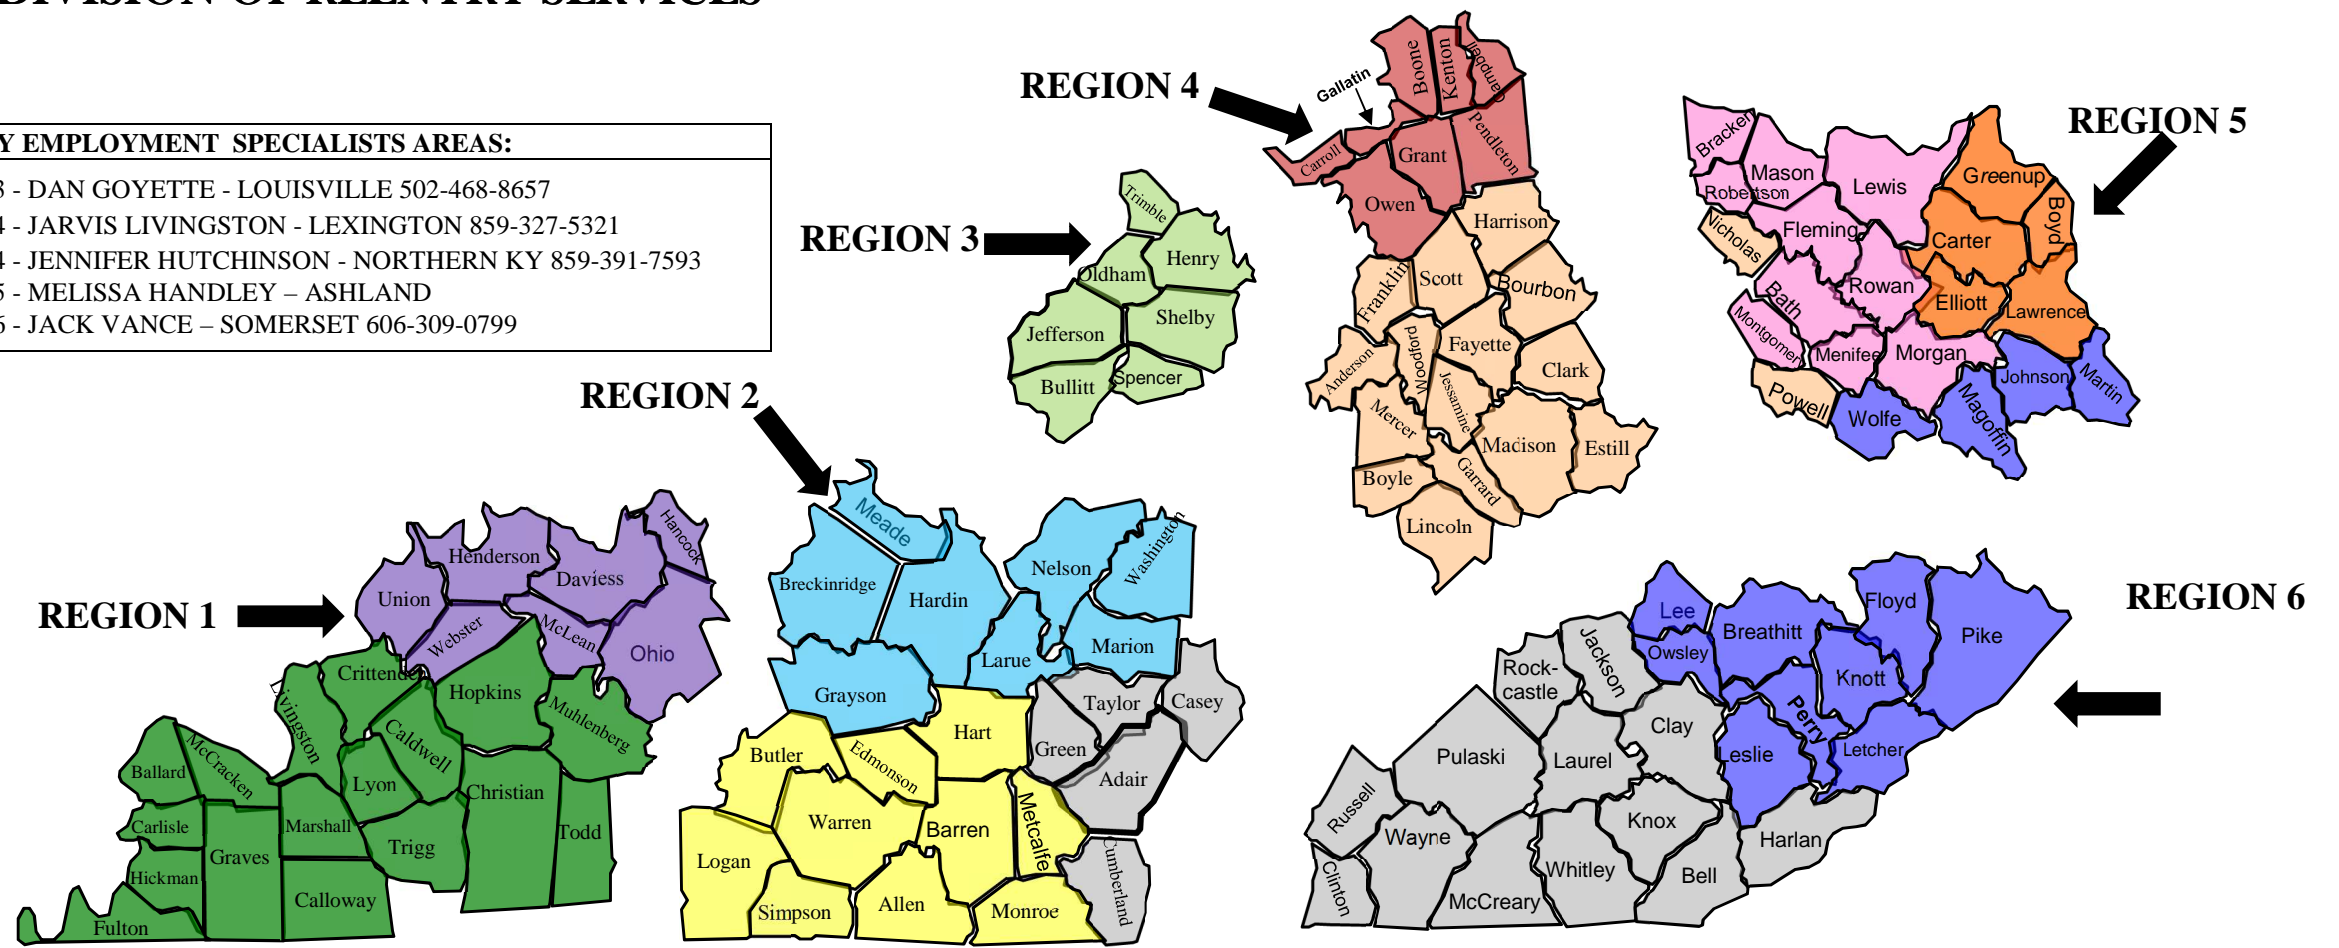 DIVISION OF REENTRY SERVICES
Y EMPLOYMENT SPECIALISTS AREAS:
3 - DAN GOYETTE - LOUISVILLE 502-468-8657
4 - JARVIS LIVINGSTON - LEXINGTON 859-327-5321
4 - JENNIFER HUTCHINSON - NORTHERN KY 859-391-7593
5 - MELISSA HANDLEY – ASHLAND
6 - JACK VANCE – SOMERSET 606-309-0799
REGION 4
Boone
Kenton
Campbell
Gallatin
Carroll
Grant
Pendleton
Owen
Harrison
Franklin
Scott
Bourbon
Woodford
Fayette
Anderson
Clark
Jessamine
Mercer
Madison
Estill
Boyle
Garrard
Lincoln
REGION 5
Bracken
Mason
Robertson
Lewis
Greenup
Boyd
Nicholas
Fleming
Carter
Bath
Rowan
Elliott
Lawrence
Montgomery
Menifee
Morgan
Johnson
Martin
Powell
Wolfe
Magoffin
REGION 3
Trimble
Henry
Oldham
Jefferson
Shelby
Bullitt
Spencer
REGION 2
Meade
Breckinridge
Hardin
Nelson
Washington
Larue
Marion
Grayson
Taylor
Casey
Hart
Green
Butler
Edmonson
Adair
Warren
Barren
Metcalfe
Logan
Simpson
Allen
Monroe
Cumberland
REGION 1
Hancock
Henderson
Daviess
Union
Webster
McLean
Ohio
Crittende
Livingston
Hopkins
Muhlenberg
Caldwell
McCracken
Ballard
Lyon
Christian
Carlisle
Marshall
Todd
Graves
Trigg
Hickman
Calloway
Fulton
REGION 6
Lee
Floyd
Breathitt
Pike
Owsley
Jackson
Rock-
castle
Knott
Perry
Clay
Letcher
Leslie
Pulaski
Laurel
Russell
Knox
Wayne
Harlan
Whitley
Bell
Clinton
McCreary